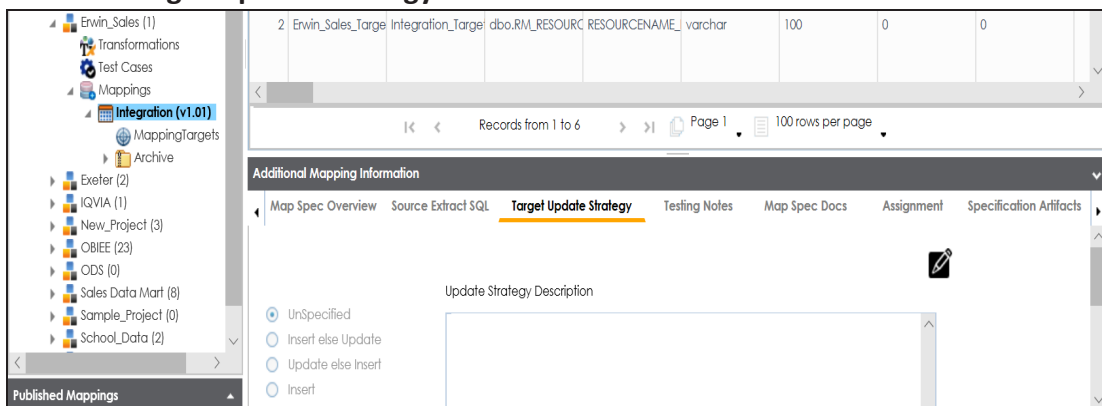 Erwin_Sales (1)
Transformations
Test Cases
Mappings
Integration (v1.01)
MappingTargets
Archive
Exeter (2)
IQVIA (1)
New_Project (3)
OBIEE (23)
ODS (0)
Sales Data Mart (8)
Sample_Project (0)
School_Data (2)
Published Mappings
2 Erwin_Sales_Targe Integration_Target dbo.RM_RESOURC RESOURCENAME_ varchar 100 0 0
Records from 1 to 6 Page 1 100 rows per page
Additional Mapping Information
Map Spec Overview Source Extract SQL Target Update Strategy Testing Notes Map Spec Docs Assignment Specification Artifacts
Update Strategy Description
UnSpecified
Insert else Update
Update else Insert
Insert